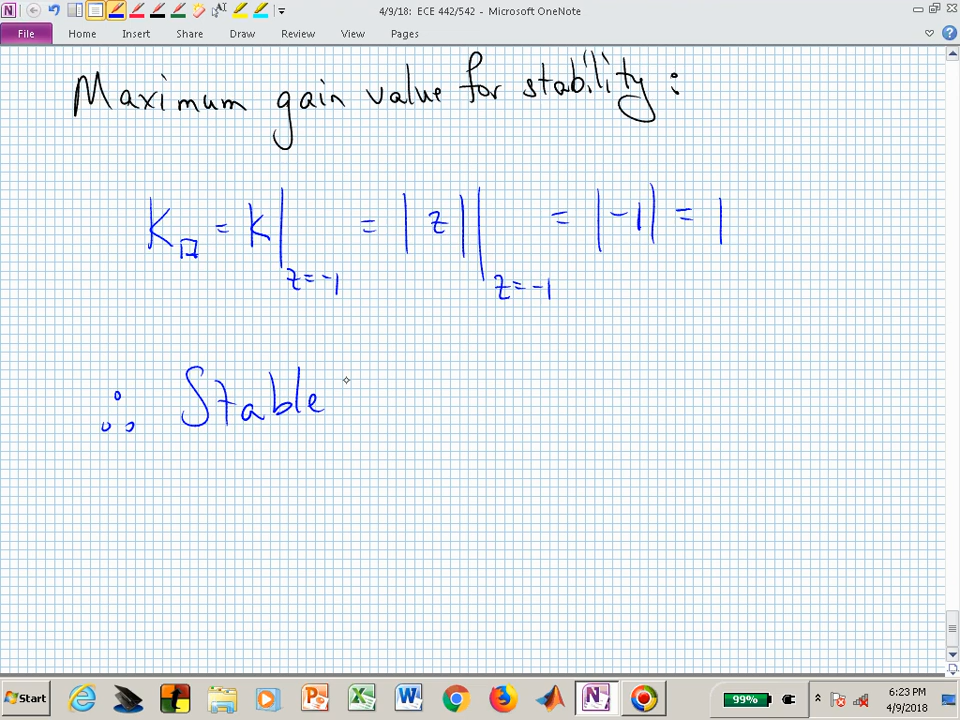 4/9/18: ECE 442/542 - Microsoft OneNote
File Home Insert Share Draw Review View Pages
Maximum gain value for stability:
K□ = K|z=-1 = |z||z=-1 = |-1| = 1
∴ Stable
Start
99%
6:23 PM
4/9/2018